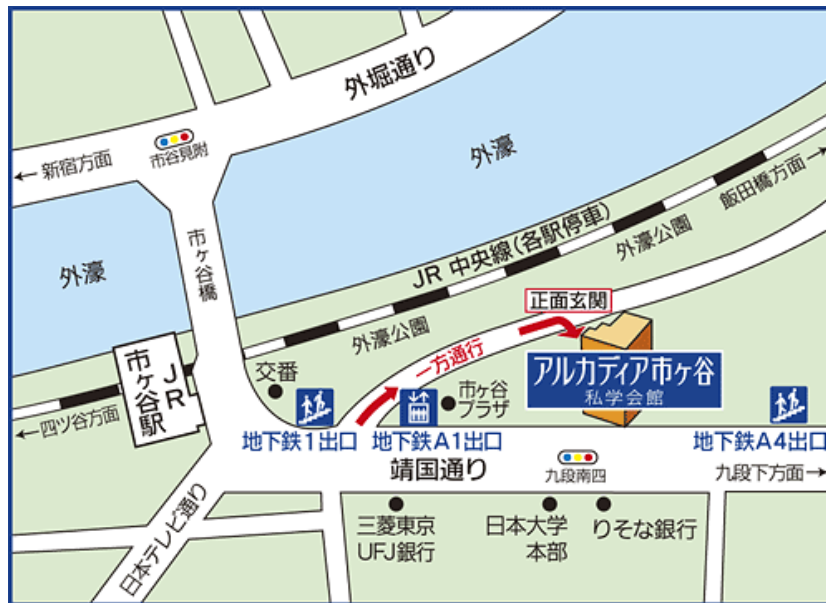 外堀通り
市谷見附
←新宿方面
外濠
飯田橋方面→
市ヶ谷橋
外濠
JR 中央線(各駅停車)
外濠公園
正面玄関
外濠公園
一方通行
JR
市ヶ谷駅
交番
市ヶ谷
プラザ
アルカディア市ヶ谷
私学会館
←四ツ谷方面
地下鉄1出口
地下鉄A1出口
地下鉄A4出口
靖国通り
九段南四
九段下方面→
日本テレビ通り
三菱東京
UFJ銀行
日本大学
本部
りそな銀行